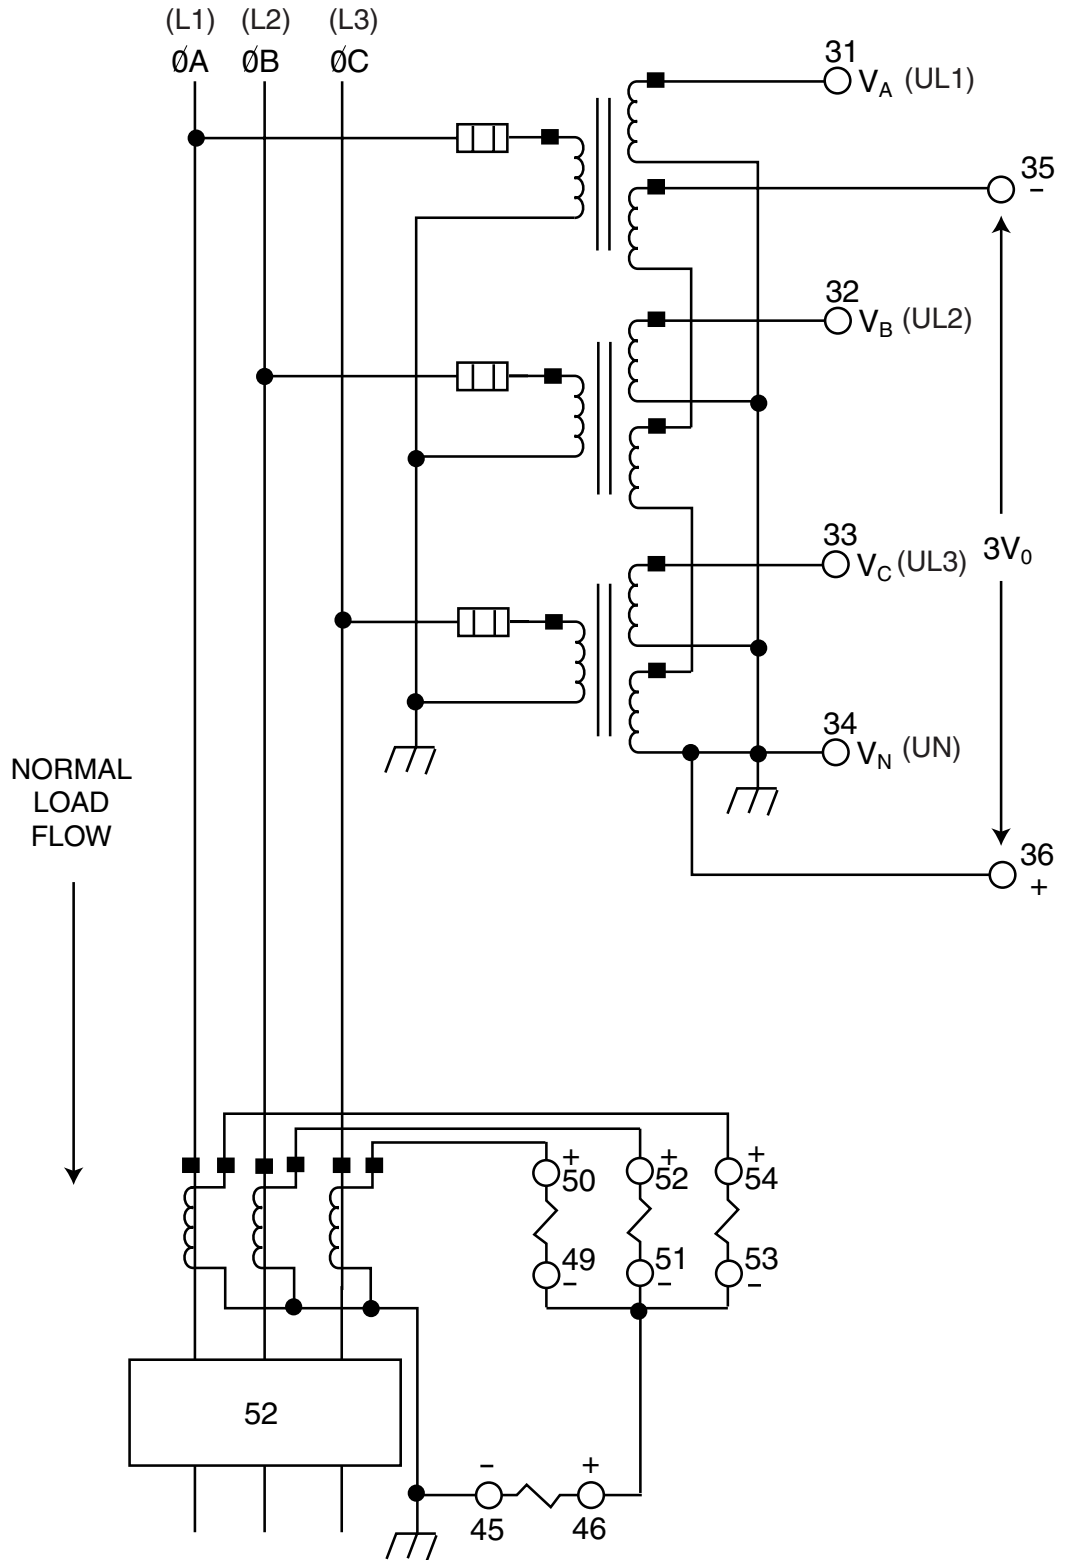 (L1) (L2) (L3)
ØA ØB ØC
31
V_A (UL1)
35
–
32
V_B (UL2)
33
V_C (UL3)
3V_0
34
V_N (UN)
36
+
NORMAL
LOAD
FLOW
+ + +
50 52 54
49 51 53
– – –
52
– +
45 46